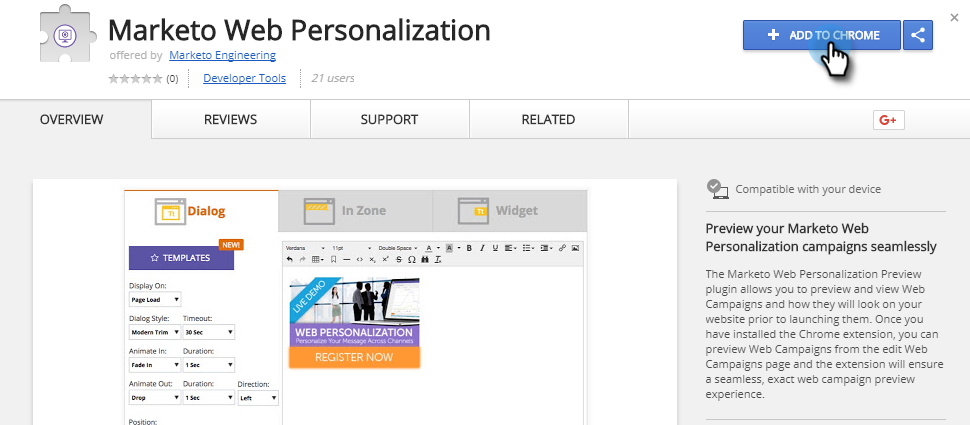 Marketo Web Personalization
offered by Marketo Engineering
(0) Developer Tools 21 users
ADD TO CHROME
OVERVIEW
REVIEWS
SUPPORT
RELATED
G+
Dialog
In Zone
Widget
NEW!
TEMPLATES
Display On:
Page Load
Dialog Style: Timeout:
Modern Trim 30 Sec
Animate In: Duration:
Fade In 1 Sec
Animate Out: Duration: Direction:
Drop 1 Sec Left
Position:
Verdana 11pt Double Space A A B I U
LIVE DEMO
WEB PERSONALIZATION
Personalize Your Message Across Channels
REGISTER NOW
Compatible with your device
Preview your Marketo Web
Personalization campaigns seamlessly
The Marketo Web Personalization Preview
plugin allows you to preview and view Web
Campaigns and how they will look on your
website prior to launching them. Once you
have installed the Chrome extension, you can
preview Web Campaigns from the edit Web
Campaigns page and the extension will ensure
a seamless, exact web campaign preview
experience.